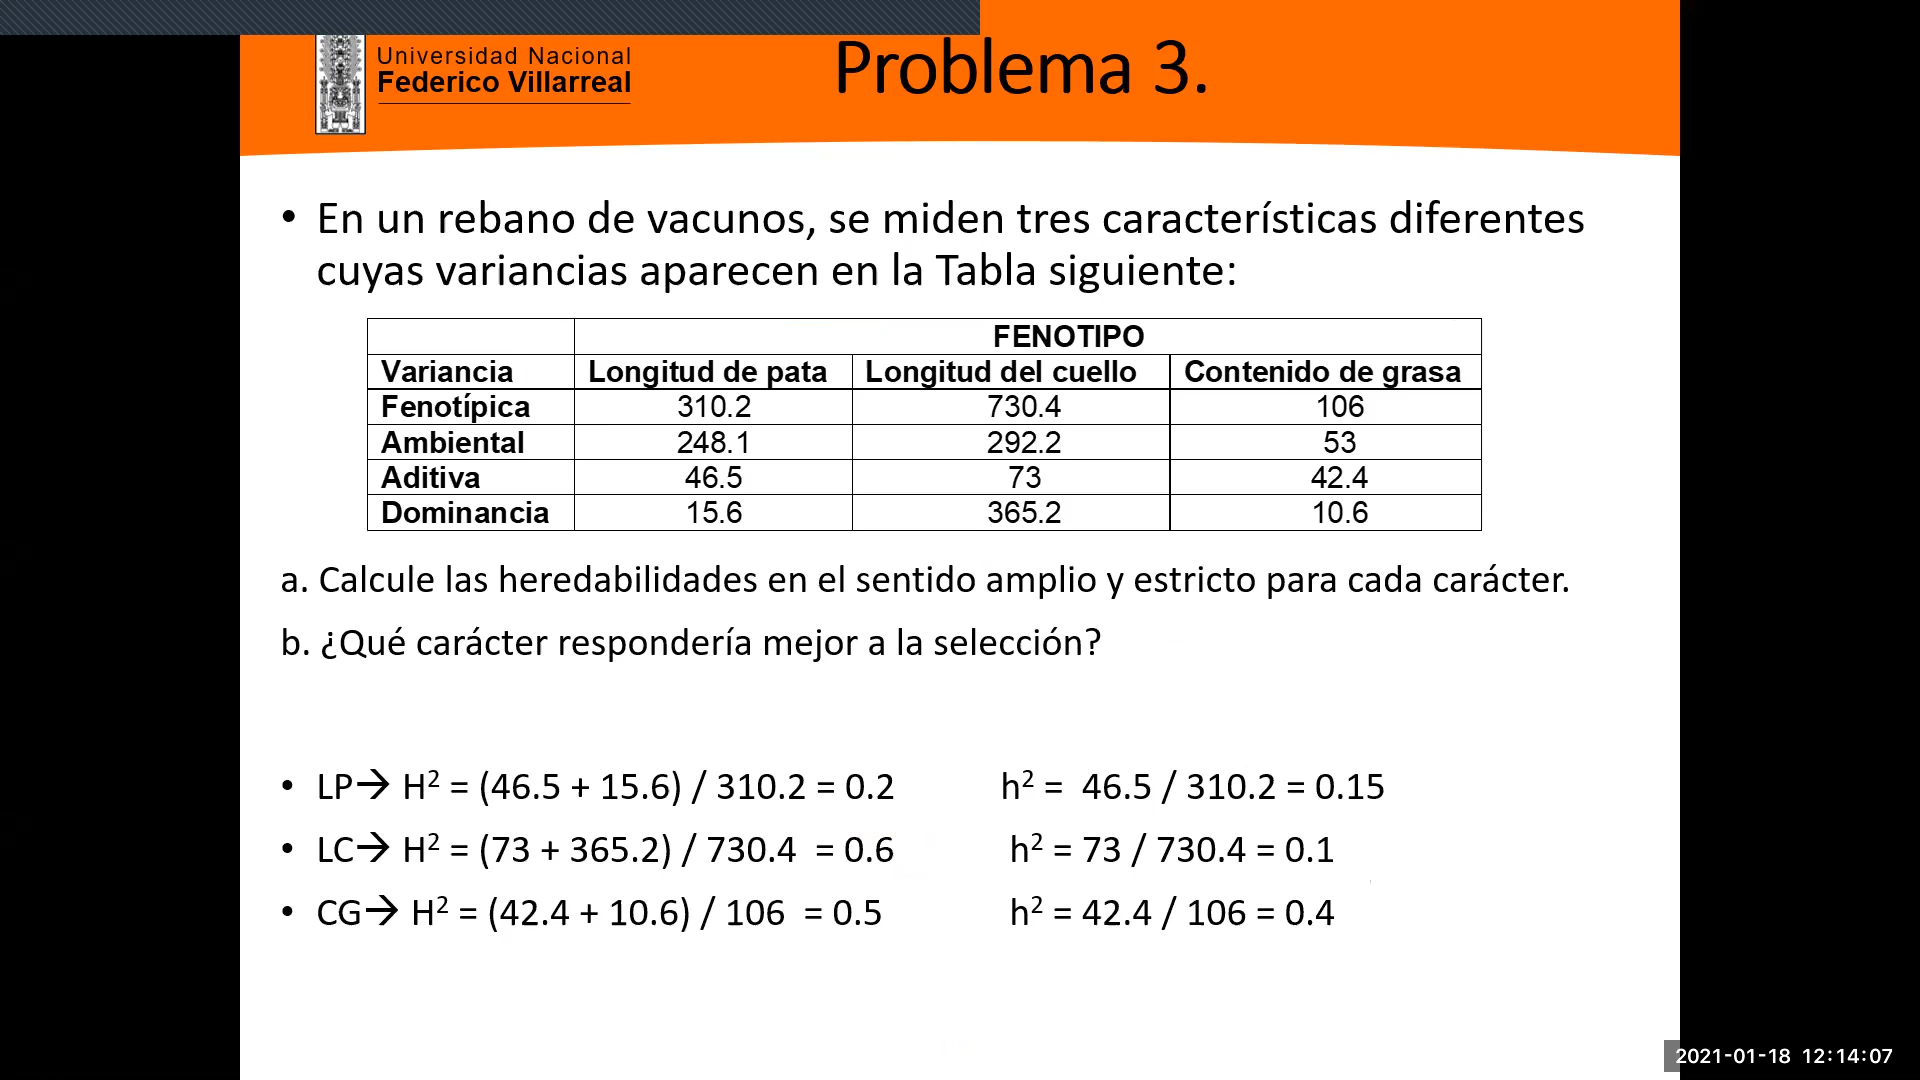 Universidad Nacional
Federico Villarreal
Problema 3.
• En un rebano de vacunos, se miden tres características diferentes
cuyas variancias aparecen en la Tabla siguiente:
FENOTIPO
Variancia Longitud de pata Longitud del cuello Contenido de grasa
Fenotípica 310.2 730.4 106
Ambiental 248.1 292.2 53
Aditiva 46.5 73 42.4
Dominancia 15.6 365.2 10.6
a. Calcule las heredabilidades en el sentido amplio y estricto para cada carácter.
b. ¿Qué carácter respondería mejor a la selección?
• LP→ H² = (46.5 + 15.6) / 310.2 = 0.2 h² = 46.5 / 310.2 = 0.15
• LC→ H² = (73 + 365.2) / 730.4 = 0.6 h² = 73 / 730.4 = 0.1
• CG→ H² = (42.4 + 10.6) / 106 = 0.5 h² = 42.4 / 106 = 0.4
2021-01-18 12:14:07